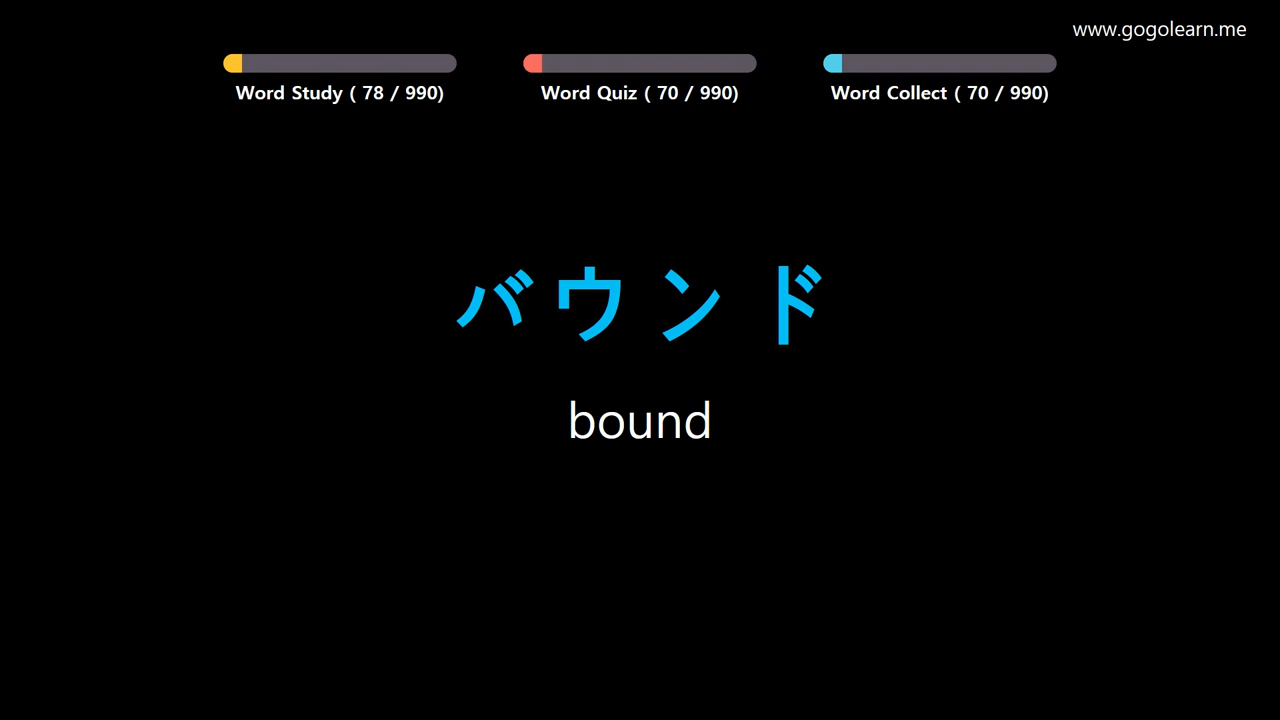 www.gogolearn.me
Word Study ( 78 / 990)
Word Quiz ( 70 / 990)
Word Collect ( 70 / 990)
バウンド
bound